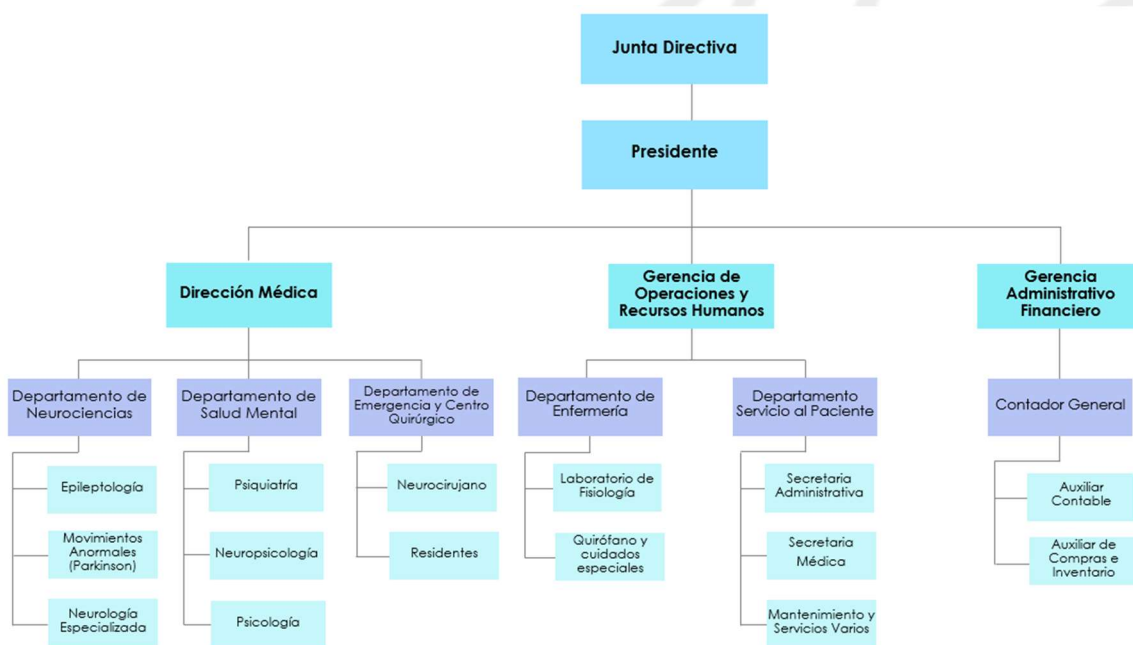 Junta Directiva
Presidente
Dirección Médica
Gerencia de
Operaciones y
Recursos Humanos
Gerencia
Administrativo
Financiero
Departamento de
Neurociencias
Departamento de
Salud Mental
Departamento de
Emergencia y Centro
Quirúrgico
Departamento de
Enfermería
Departamento
Servicio al Paciente
Contador General
Epileptología
Movimientos
Anormales
(Parkinson)
Neurología
Especializada
Psiquiatría
Neuropsicología
Psicología
Neurocirujano
Residentes
Laboratorio de
Fisiología
Quirófano y
cuidados
especiales
Secretaria
Administrativa
Secretaria
Médica
Mantenimiento y
Servicios Varios
Auxiliar
Contable
Auxiliar de
Compras e
Inventario